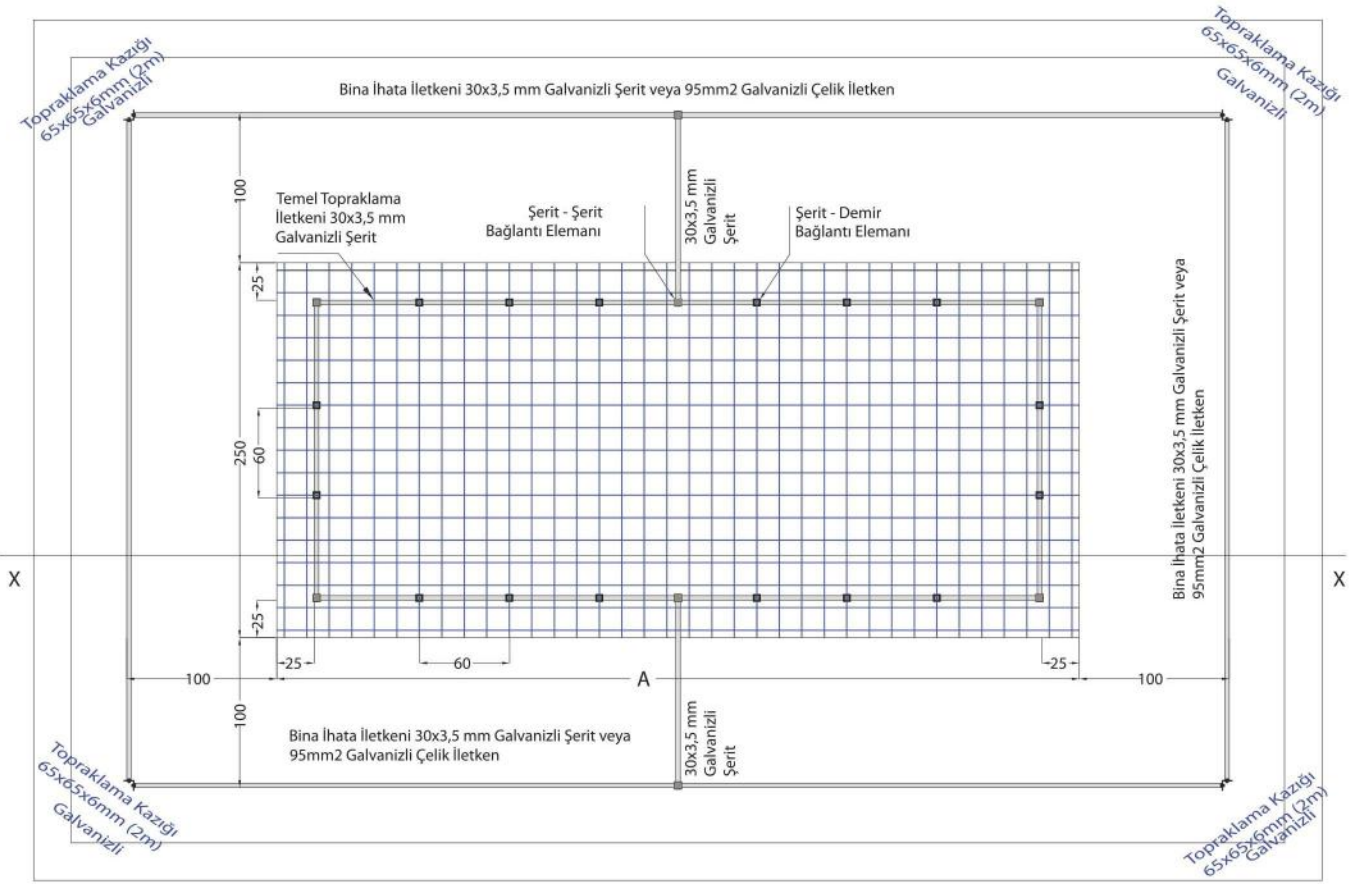 Topraklama Kazığı
65x65x6mm (2m)
Galvanizli
Topraklama Kazığı
65x65x6mm (2m)
Galvanizli
Bina İhata İletkeni 30x3,5 mm Galvanizli Şerit veya 95mm2 Galvanizli Çelik İletken
100
Temel Topraklama
İletkeni 30x3,5 mm
Galvanizli Şerit
Şerit - Şerit
Bağlantı Elemanı
30x3,5 mm
Galvanizli
Şerit
Şerit - Demir
Bağlantı Elemanı
25
250
60
Bina İhata İletkeni 30x3,5 mm Galvanizli Şerit veya
95mm2 Galvanizli Çelik İletken
X
X
25
25
60
25
100
A
100
100
Bina İhata İletkeni 30x3,5 mm Galvanizli Şerit veya
95mm2 Galvanizli Çelik İletken
30x3,5 mm
Galvanizli
Şerit
Topraklama Kazığı
65x65x6mm (2m)
Galvanizli
Topraklama Kazığı
65x65x6mm (2m)
Galvanizli